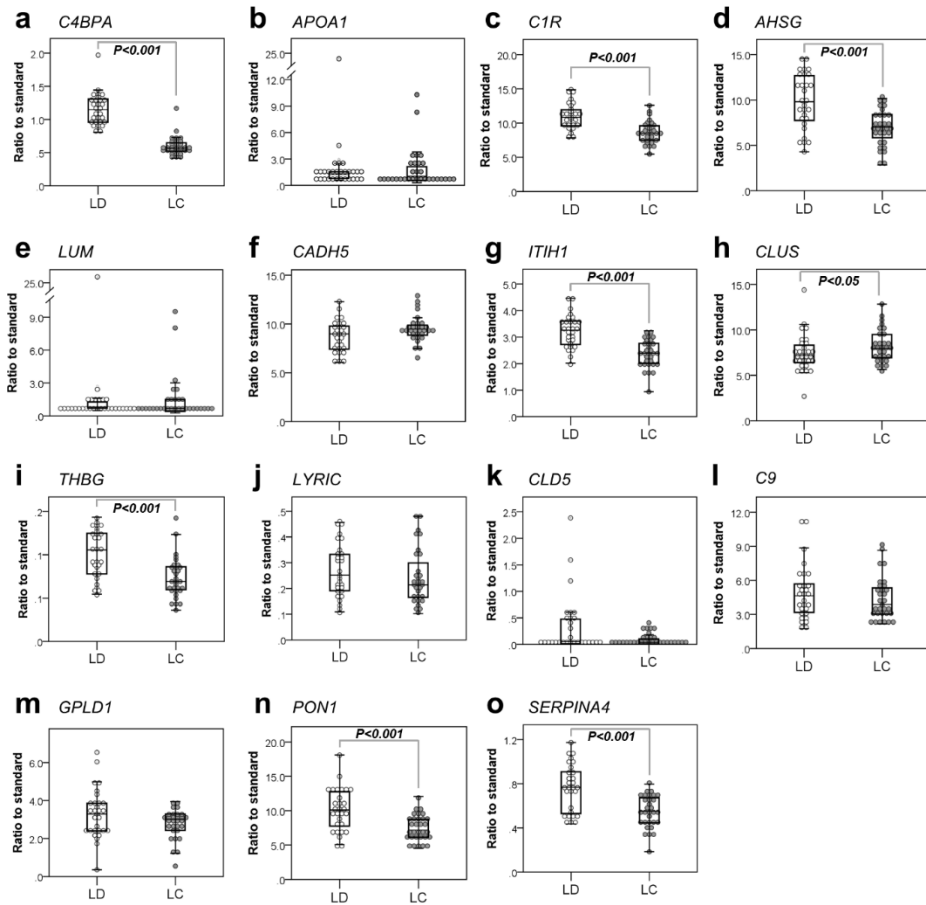 a C4BPA
Ratio to standard
2.0
1.5
1.0
.5
.0
P<0.001
LD LC
b APOA1
Ratio to standard
25.0
12.0
9.0
6.0
3.0
.0
LD LC
c C1R
Ratio to standard
20.0
15.0
10.0
5.0
.0
P<0.001
LD LC
d AHSG
Ratio to standard
15.0
10.0
5.0
.0
P<0.001
LD LC
e LUM
Ratio to standard
25.0
9.0
6.0
3.0
.0
LD LC
f CADH5
Ratio to standard
15.0
10.0
5.0
.0
LD LC
g ITIH1
Ratio to standard
5.0
4.0
3.0
2.0
1.0
.0
P<0.001
LD LC
h CLUS
Ratio to standard
15.0
10.0
5.0
.0
P<0.05
LD LC
i THBG
Ratio to standard
.2
.1
.1
.0
P<0.001
LD LC
j LYRIC
Ratio to standard
.5
.4
.3
.2
.1
.0
LD LC
k CLD5
Ratio to standard
2.5
2.0
1.5
1.0
0.5
.0
LD LC
l C9
Ratio to standard
12.0
9.0
6.0
3.0
.0
LD LC
m GPLD1
Ratio to standard
6.0
4.0
2.0
.0
LD LC
n PON1
Ratio to standard
20.0
15.0
10.0
5.0
.0
P<0.001
LD LC
o SERPINA4
Ratio to standard
1.2
.8
.4
.0
P<0.001
LD LC